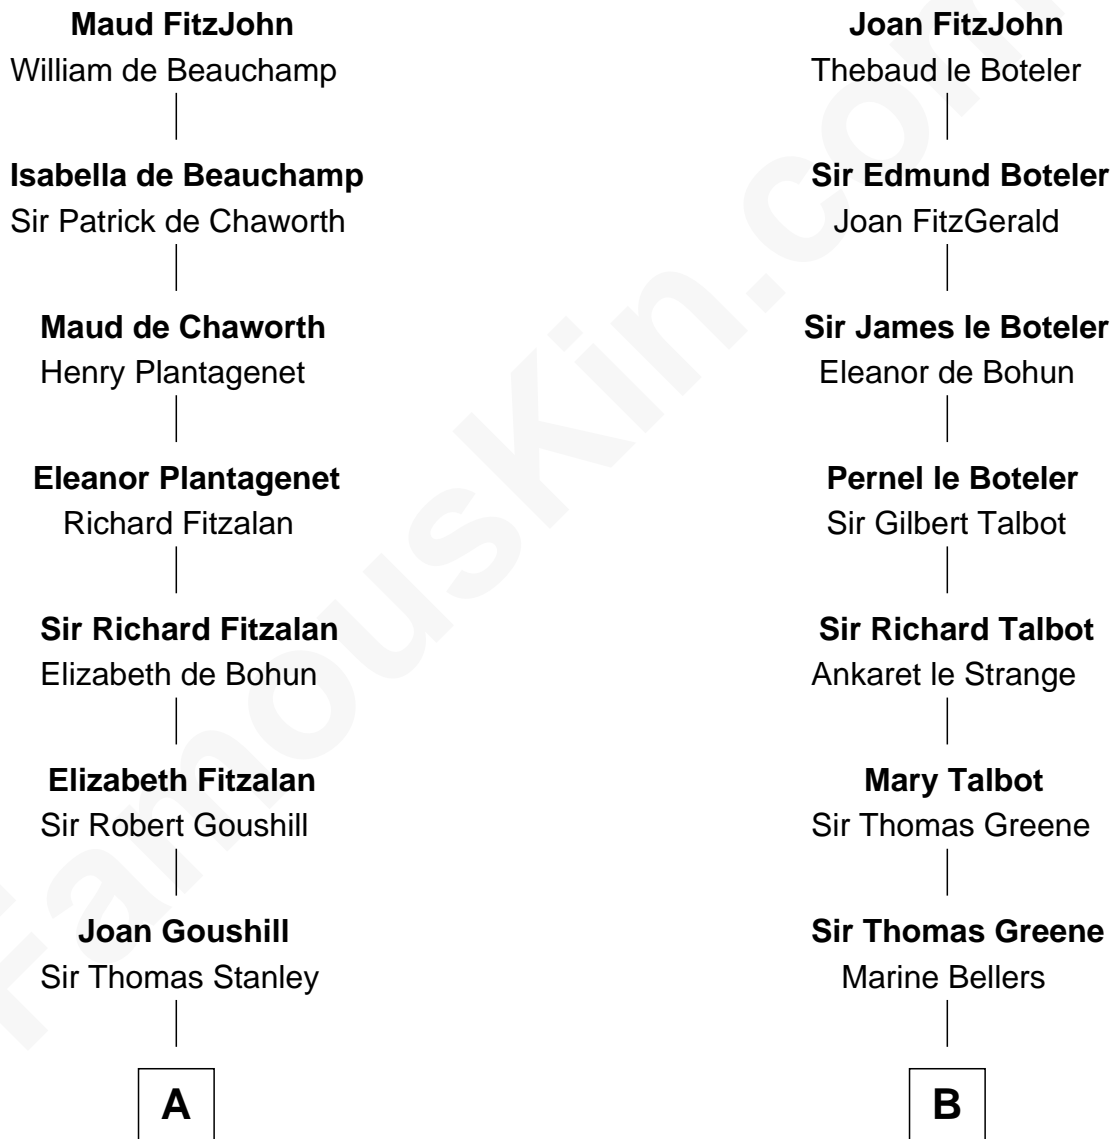 Maud FitzJohn
William de Beauchamp
Isabella de Beauchamp
Sir Patrick de Chaworth
Maud de Chaworth
Henry Plantagenet
Eleanor Plantagenet
Richard Fitzalan
Sir Richard Fitzalan
Elizabeth de Bohun
Elizabeth Fitzalan
Sir Robert Goushill
Joan Goushill
Sir Thomas Stanley
A
Joan FitzJohn
Thebaud le Boteler
Sir Edmund Boteler
Joan FitzGerald
Sir James le Boteler
Eleanor de Bohun
Pernel le Boteler
Sir Gilbert Talbot
Sir Richard Talbot
Ankaret le Strange
Mary Talbot
Sir Thomas Greene
Sir Thomas Greene
Marine Bellers
B
FamousKin.com